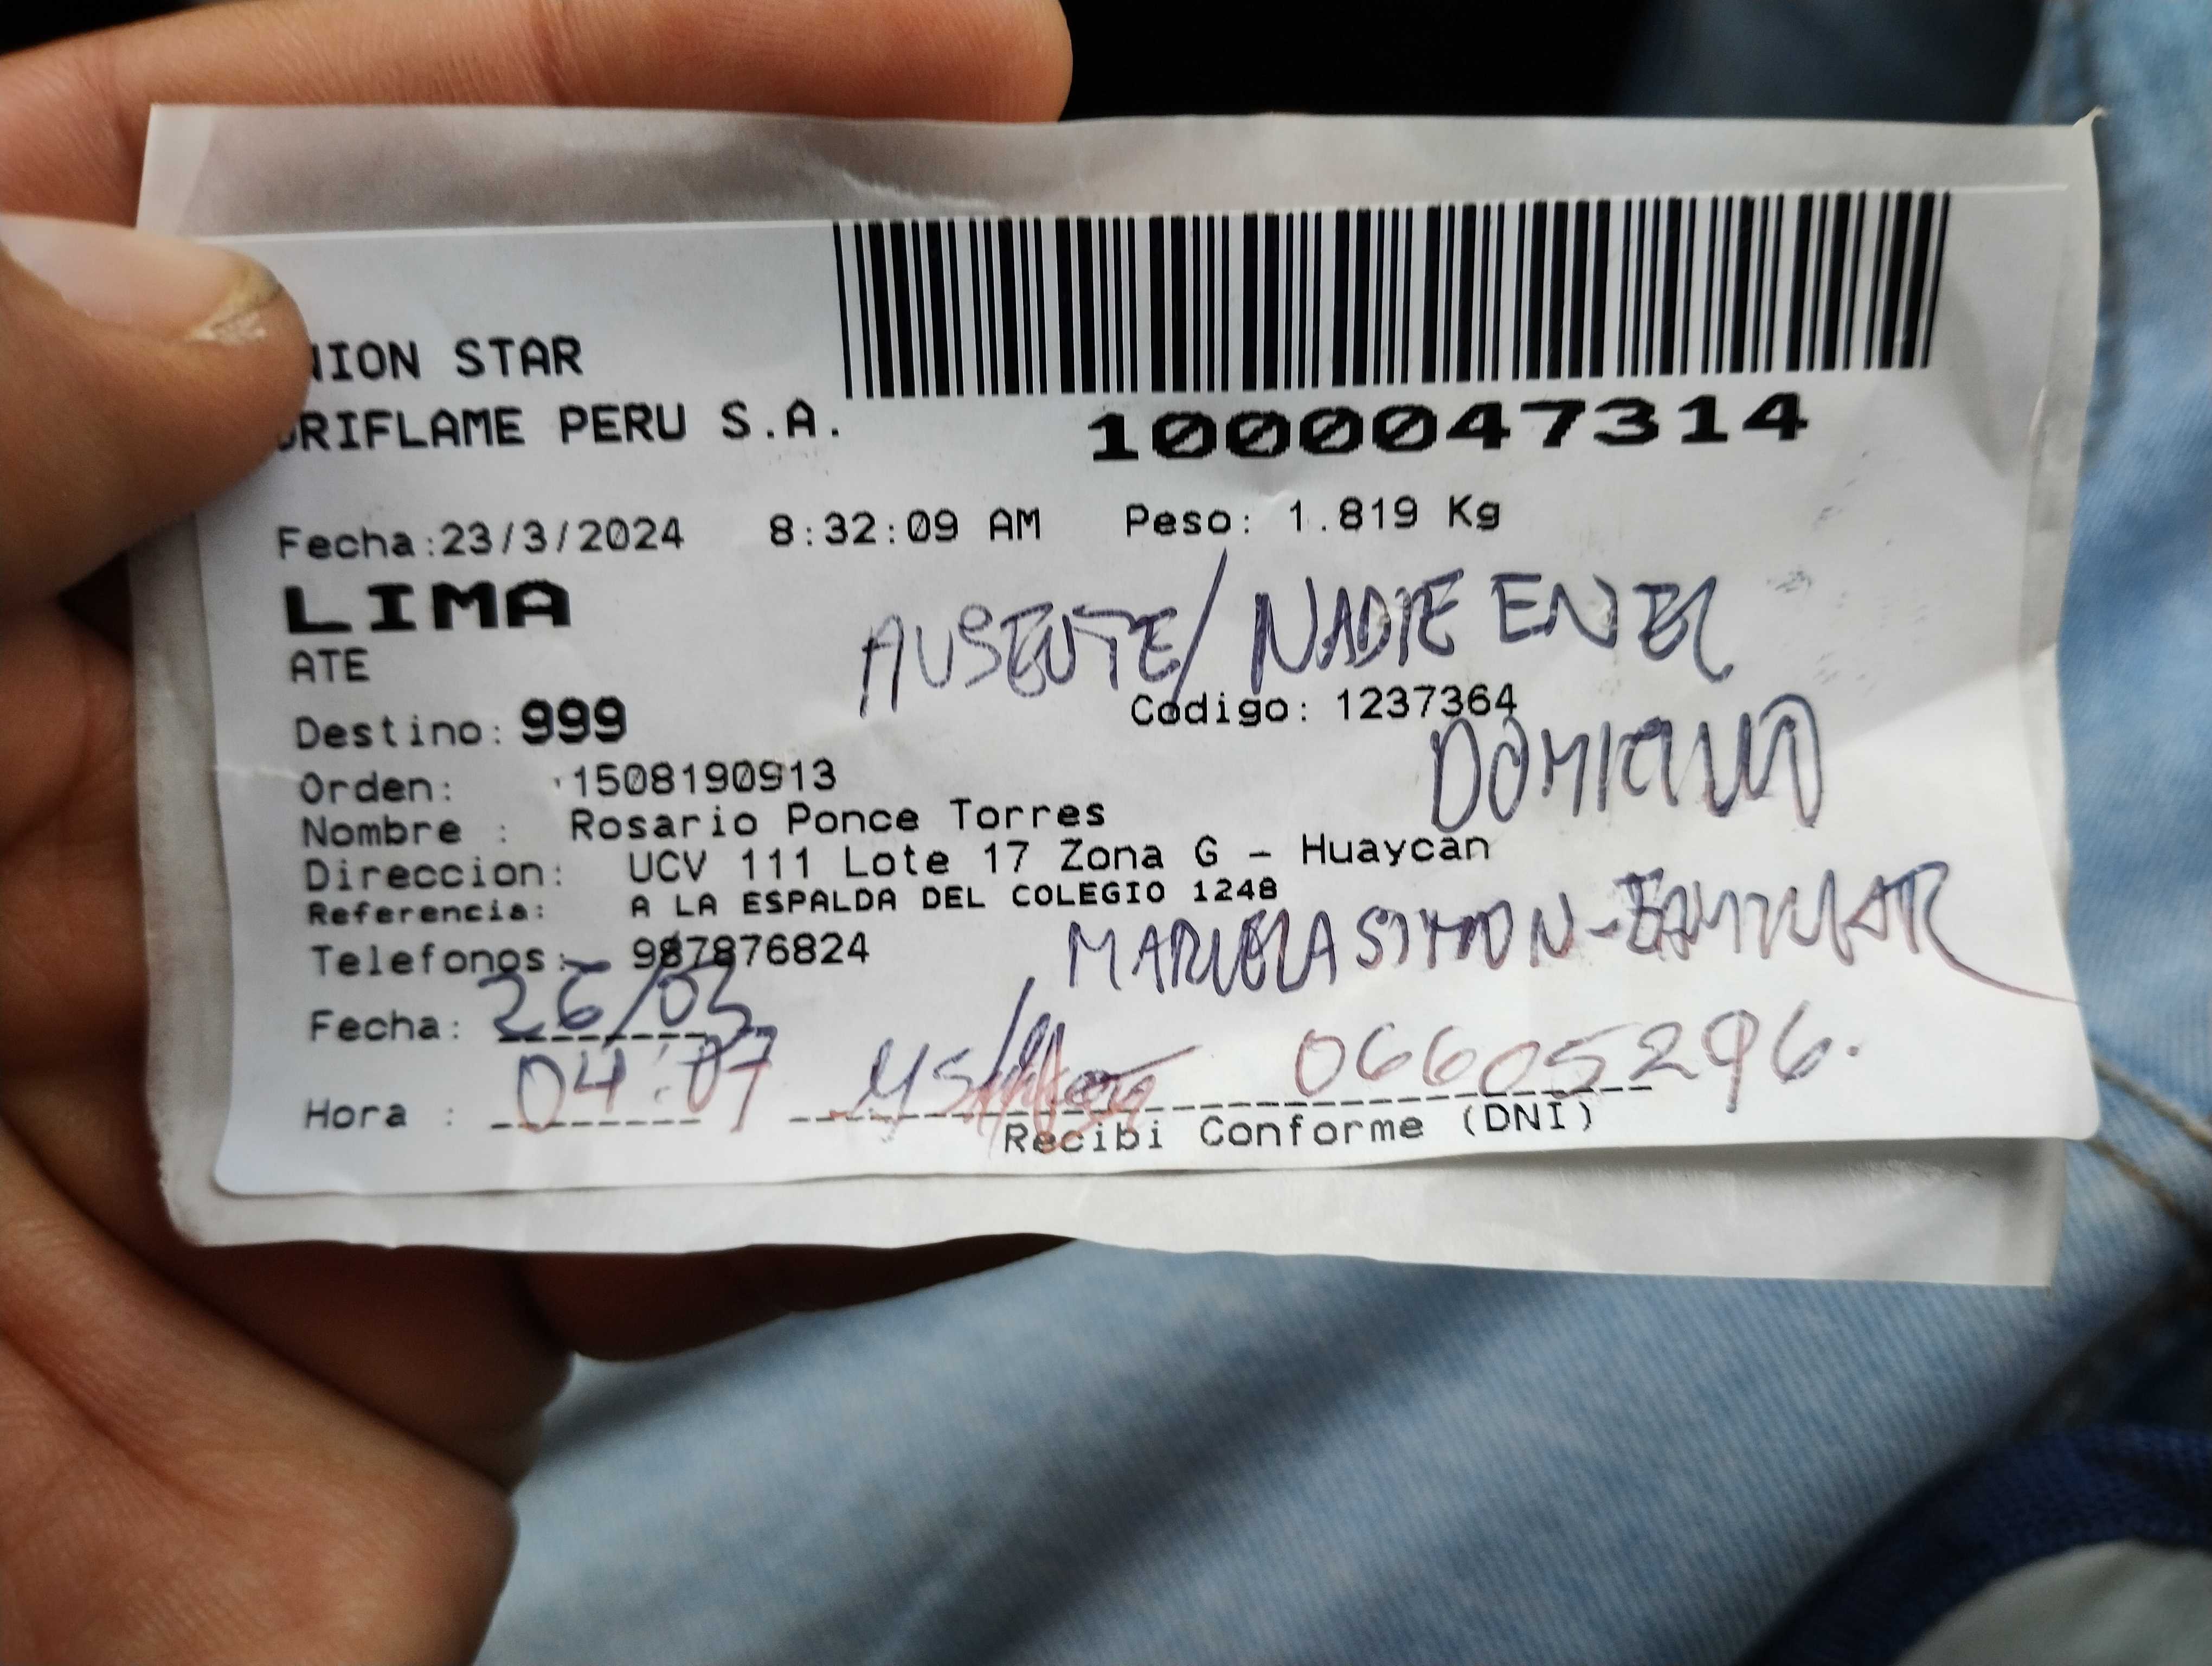 NION STAR
RIFLAME PERU S.A.
1000047314
Fecha:23/3/2024 8:32:09 AM Peso: 1.819 Kg
LIMA
AUSENTE/ NADIE EN EL
ATE
Codigo: 1237364
Destino: 999
DOMICILIO
Orden: 1508190913
Nombre : Rosario Ponce Torres
Direccion: UCV 111 Lote 17 Zona G - Huaycan
Referencia: A LA ESPALDA DEL COLEGIO 1248
MARIELA SIMON - FAMILIAR
Telefonos: 987876824
Fecha: 26/03
Hora : 04:07 06605296.
Recibi Conforme (DNI)